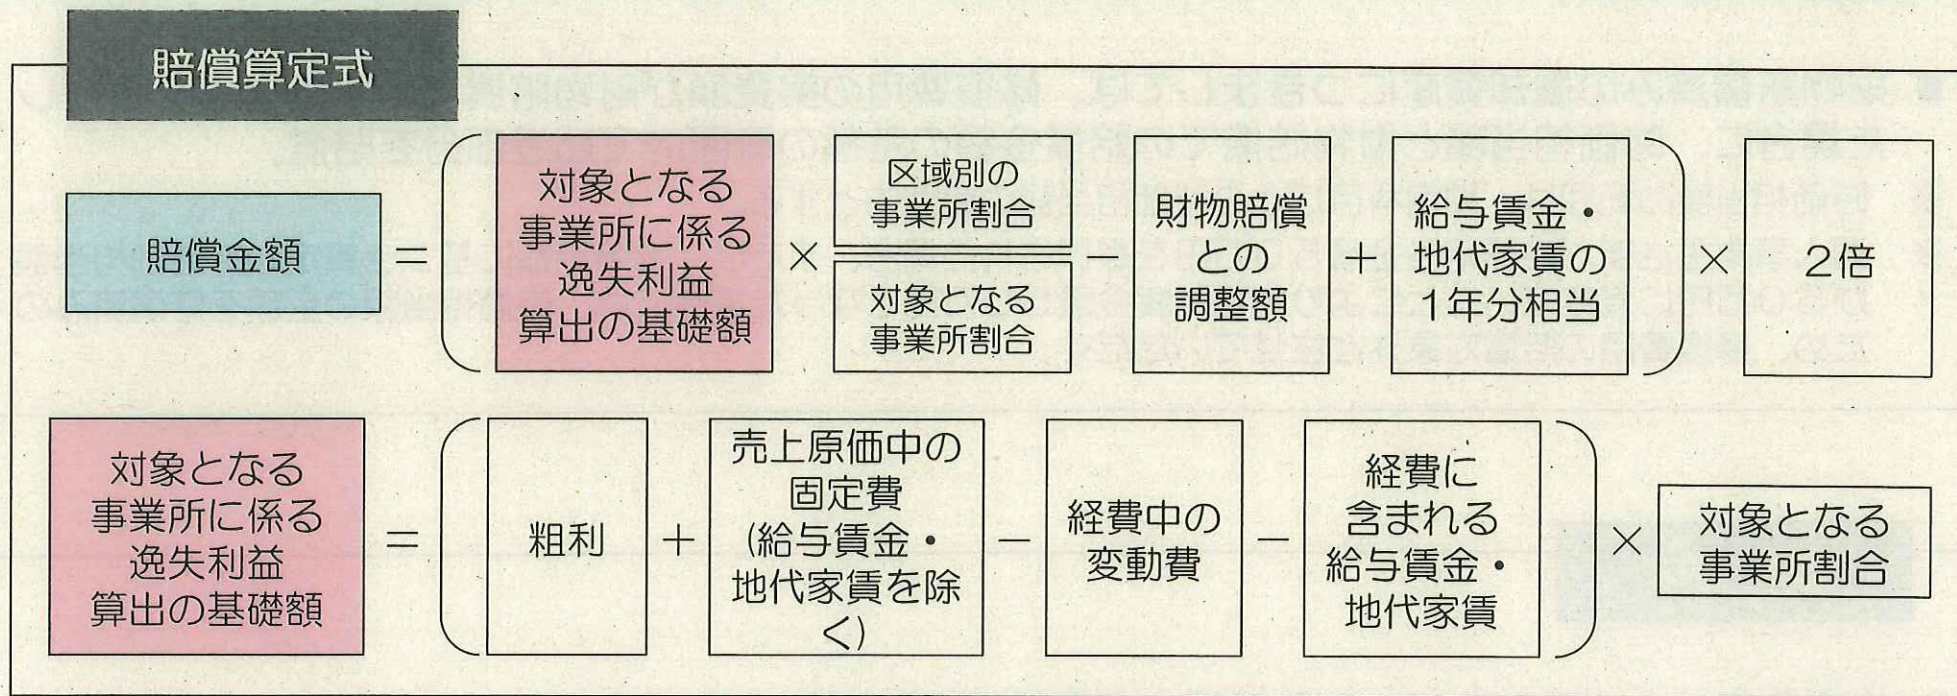 賠償算定式
賠償金額
=
(
対象となる
事業所に係る
逸失利益
算出の基礎額
×
区域別の
事業所割合
対象となる
事業所割合
−
財物賠償
との
調整額
+
給与賃金・
地代家賃の
1年分相当
)
×
2倍
対象となる
事業所に係る
逸失利益
算出の基礎額
=
(
粗利
+
売上原価中の
固定費
(給与賃金・
地代家賃を除
く)
−
経費中の
変動費
−
経費に
含まれる
給与賃金・
地代家賃
)
×
対象となる
事業所割合